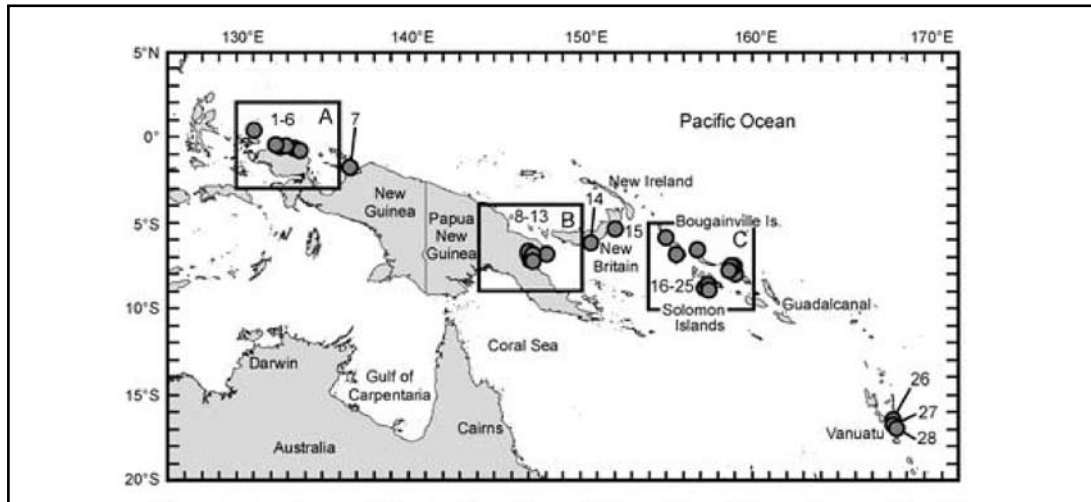 130°E 140°E 150°E 160°E 170°E
5°N
0°
5°S
10°S
15°S
20°S
A
1-6
7
Pacific Ocean
New Ireland
14
8-13 B
Bougainville Is.
New
Guinea
Papua
New
Guinea
15
New
Britain
C
16-25
Solomon
Islands
Guadalcanal
Coral Sea
Darwin
Gulf of
Carpentaria
Cairns
Australia
26
27
28
Vanuatu